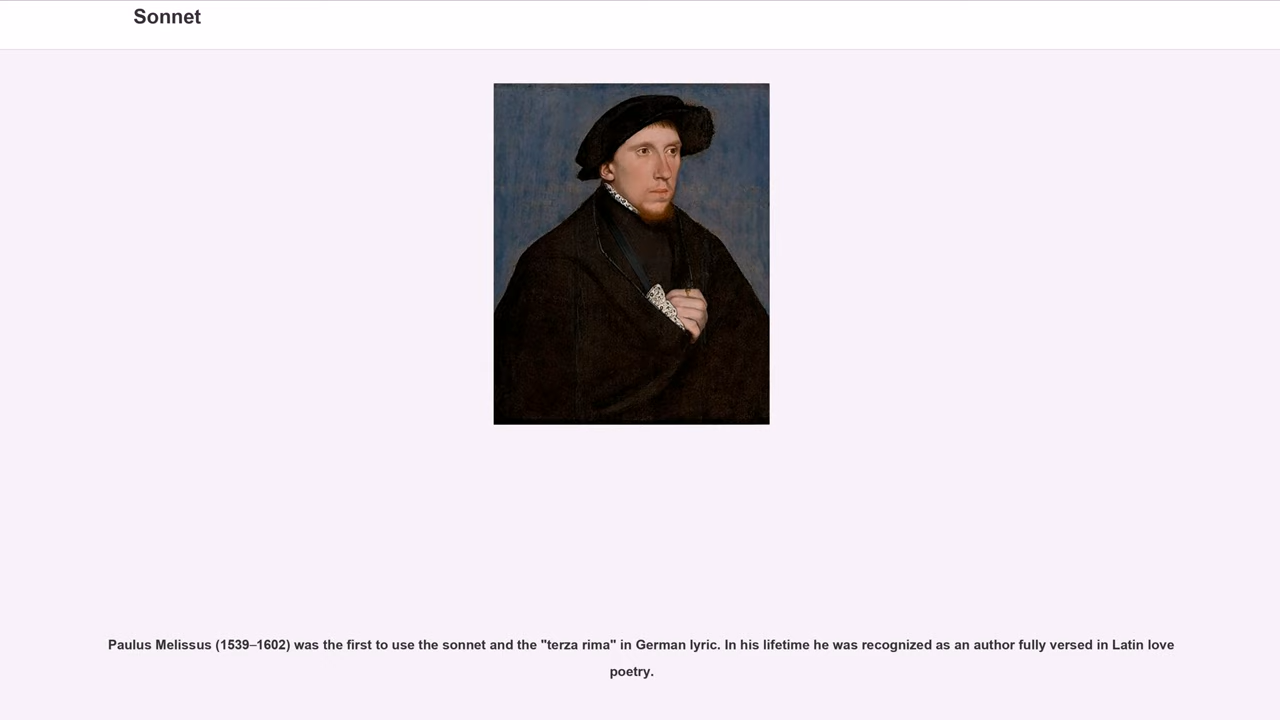 Sonnet
Paulus Melissus (1539–1602) was the first to use the sonnet and the "terza rima" in German lyric. In his lifetime he was recognized as an author fully versed in Latin love
poetry.